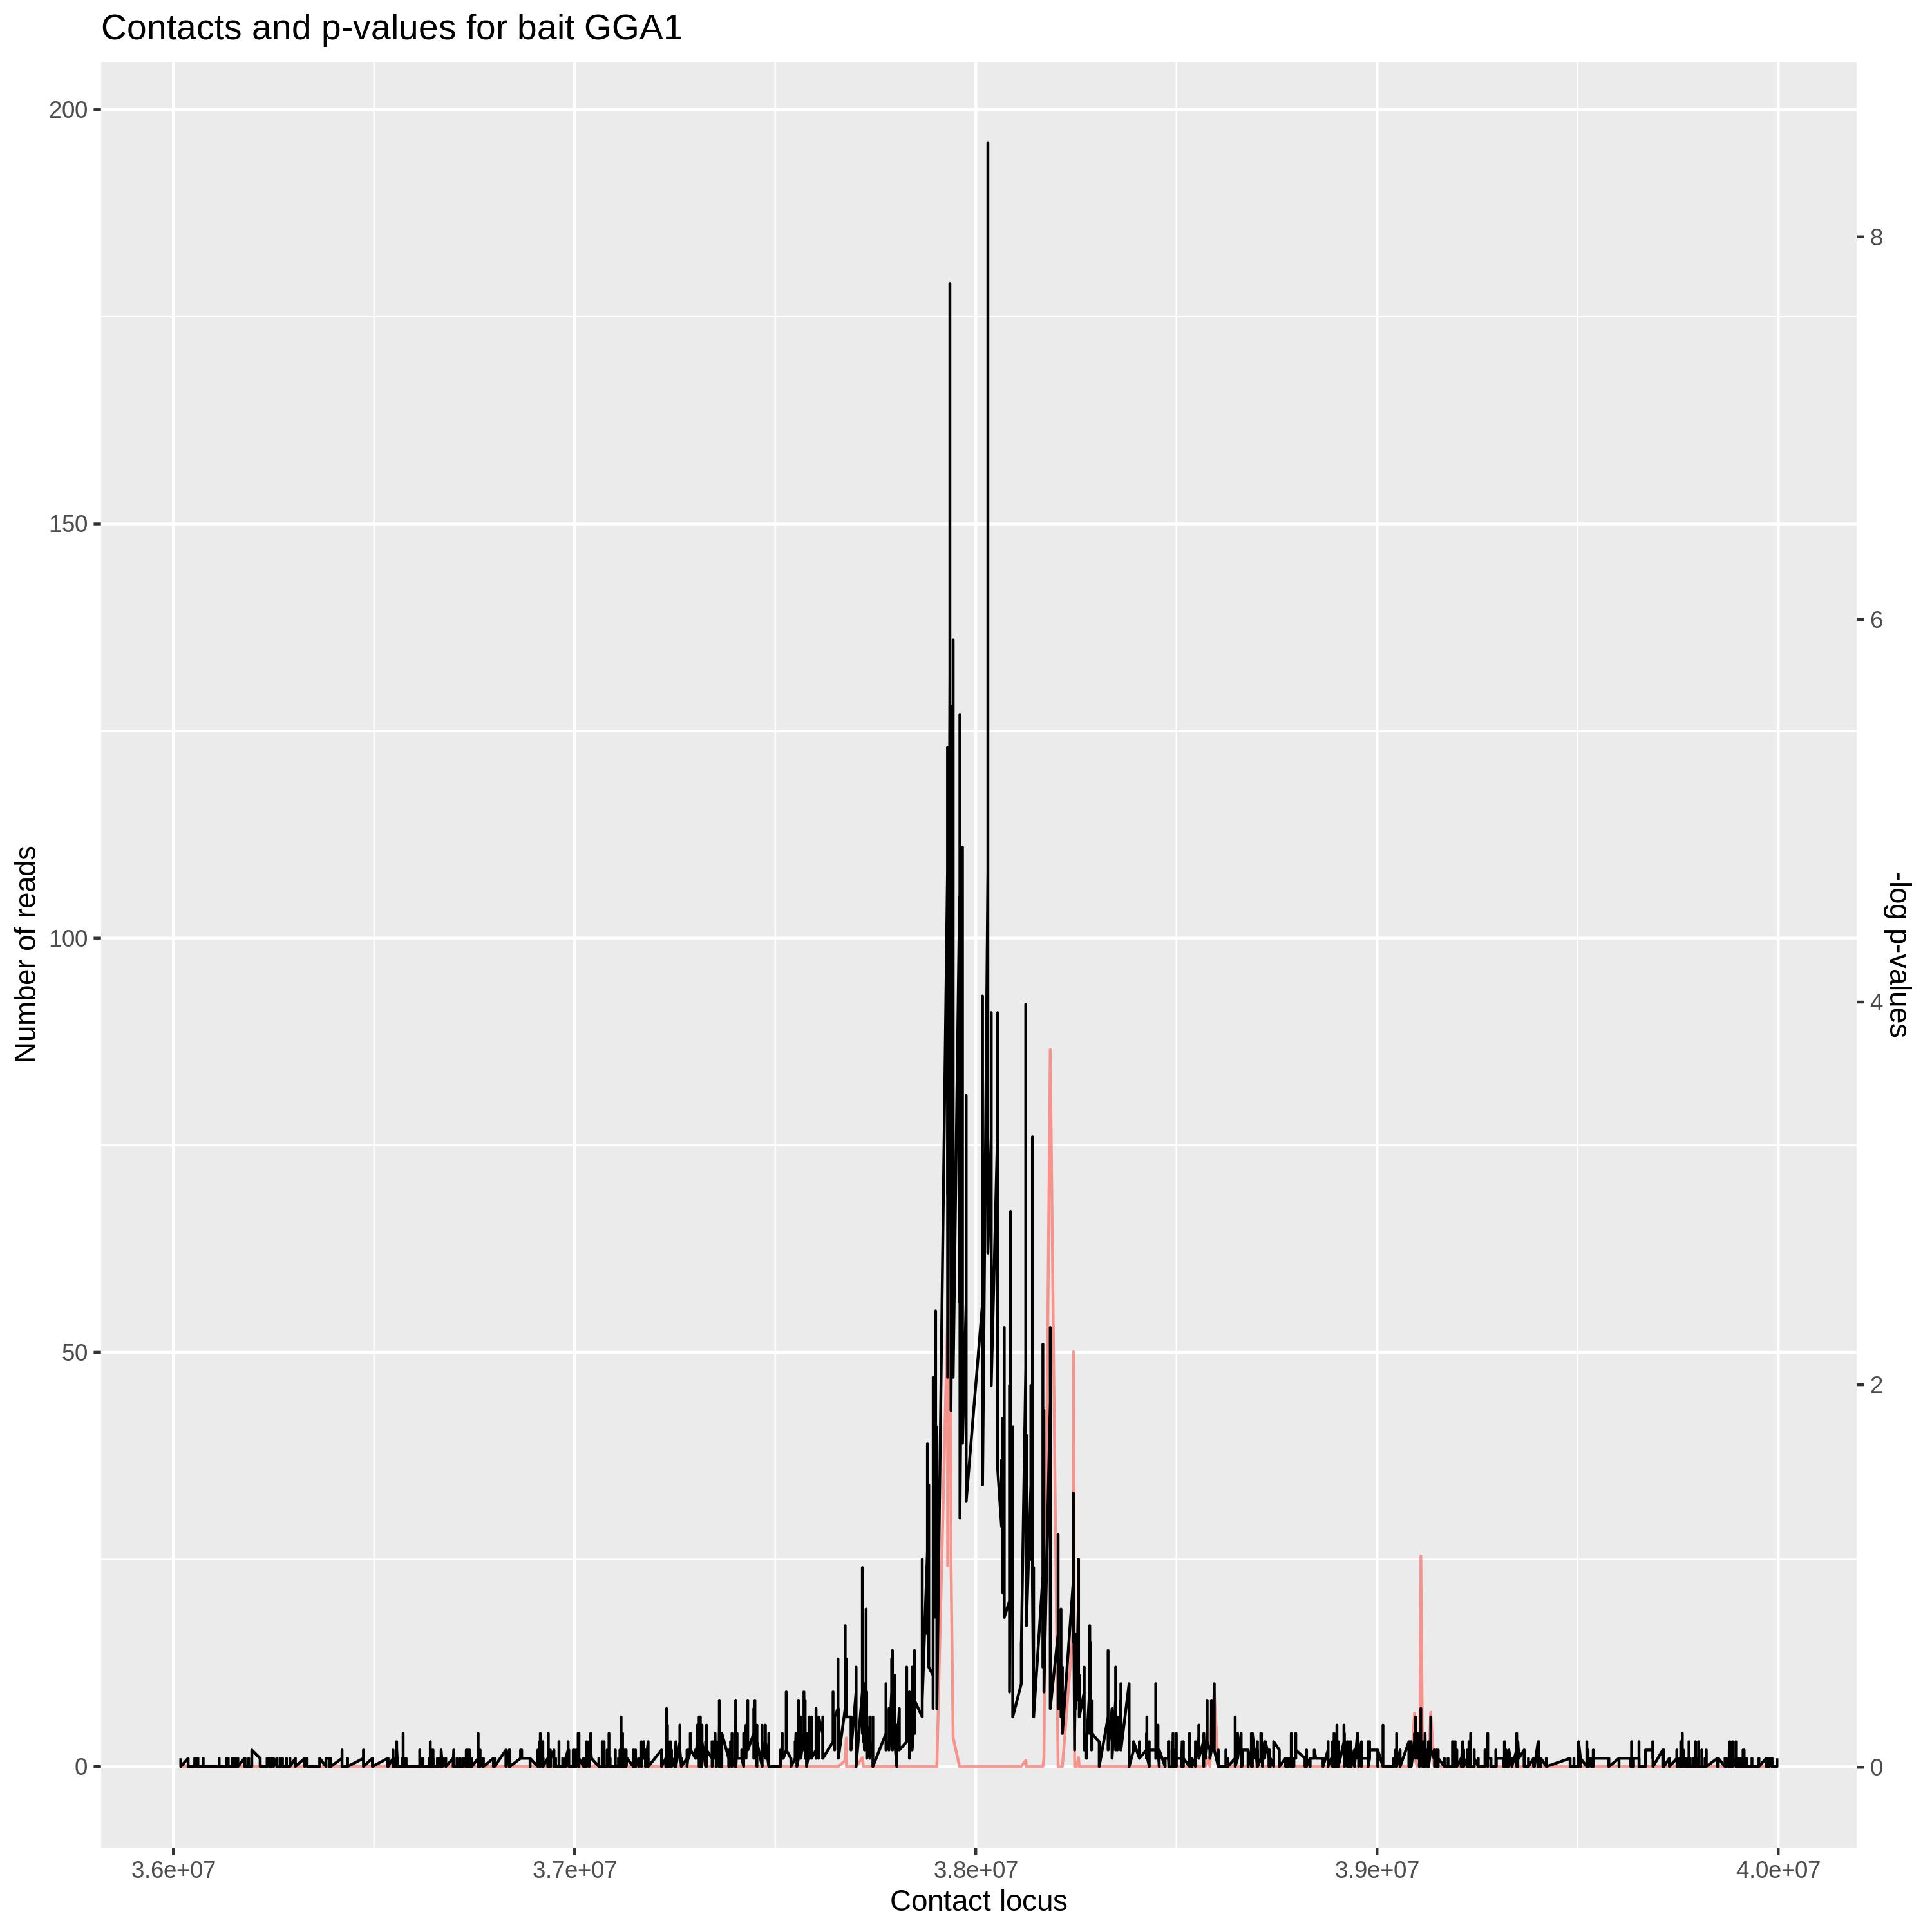 Contacts and p-values for bait GGA1
200
150
100
50
0
Number of reads
8
6
4
2
0
-log p-values
3.6e+07
3.7e+07
3.8e+07
3.9e+07
4.0e+07
Contact locus